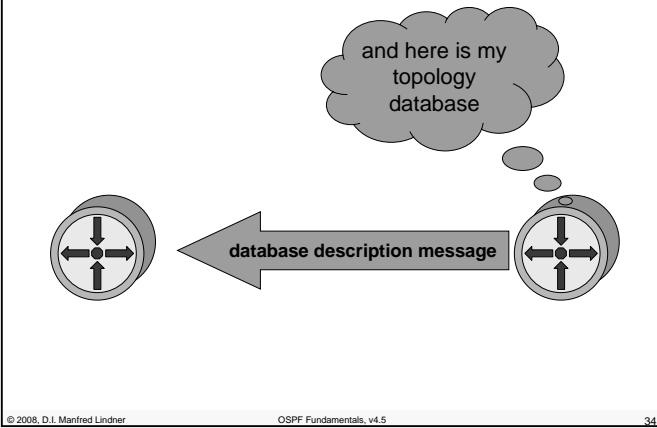 and here is my
topology
database
database description message
© 2008, D.I. Manfred Lindner
OSPF Fundamentals, v4.5
34